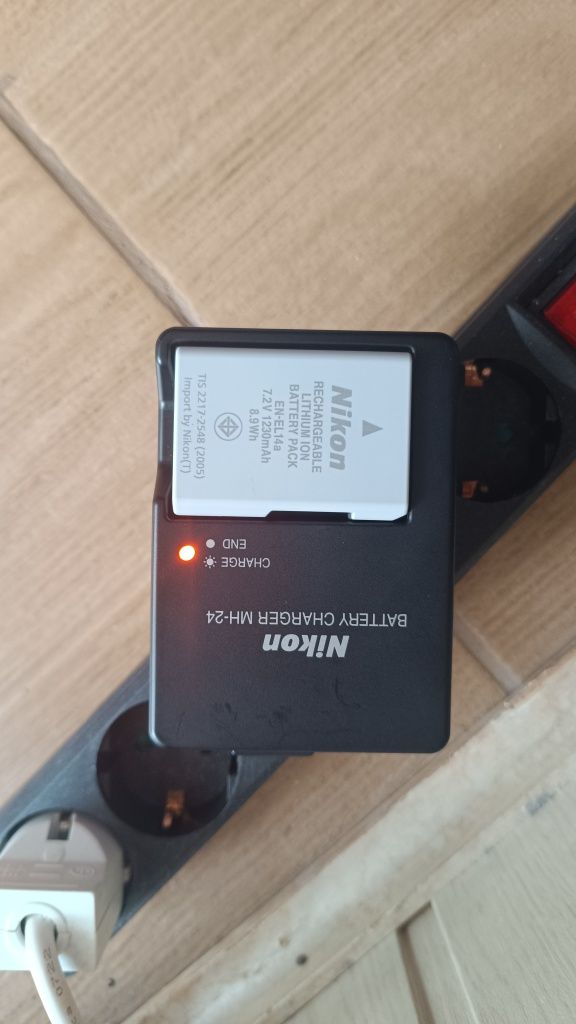 Nikon
RECHARGEABLE
LITHIUM ION
BATTERY PACK
EN-EL14a
7.2V 1230mAh
8.9Wh
TIS 2217-2548 (2005)
Import by Nikon(T)
Nikon
BATTERY CHARGER MH-24
CHARGE
END